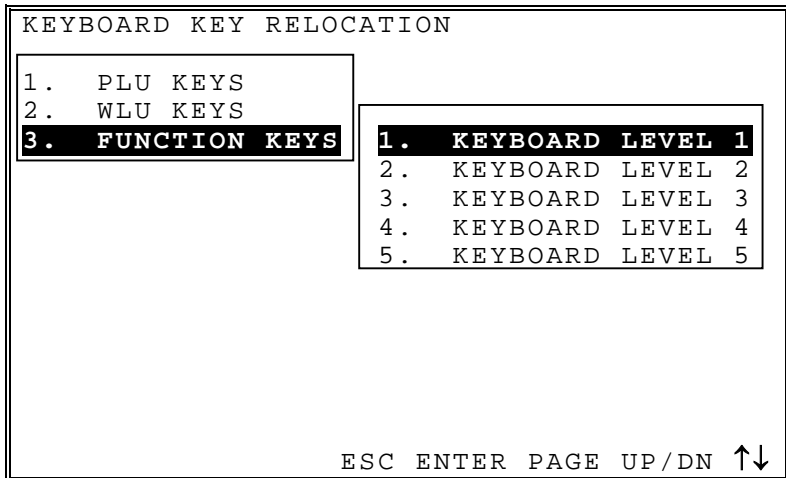 KEYBOARD KEY RELOCATION
1. PLU KEYS
2. WLU KEYS
3. FUNCTION KEYS
1. KEYBOARD LEVEL 1
2. KEYBOARD LEVEL 2
3. KEYBOARD LEVEL 3
4. KEYBOARD LEVEL 4
5. KEYBOARD LEVEL 5
ESC ENTER PAGE UP/DN ↑↓